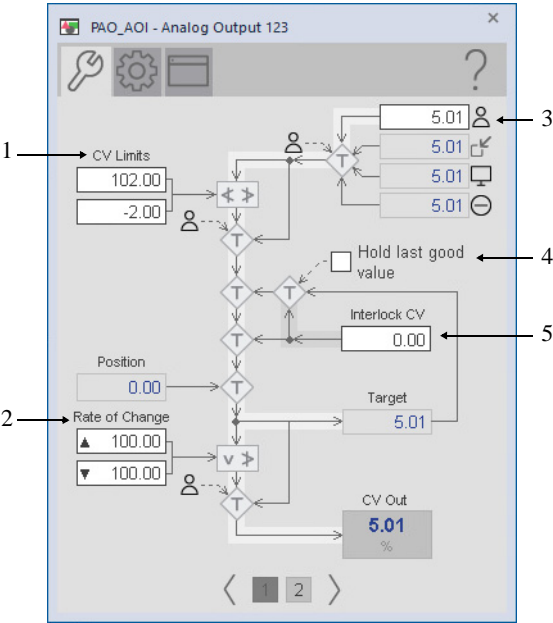 PAO_AOI - Analog Output 123
×
?
5.01
3
1
CV Limits
5.01
102.00
5.01
-2.00
5.01
T
T
Hold last good value
4
T
T
Interlock CV
T
0.00
5
Position
0.00
T
Target
2
Rate of Change
5.01
▲ 100.00
▼ 100.00
V
T
CV Out
5.01
%
1
2